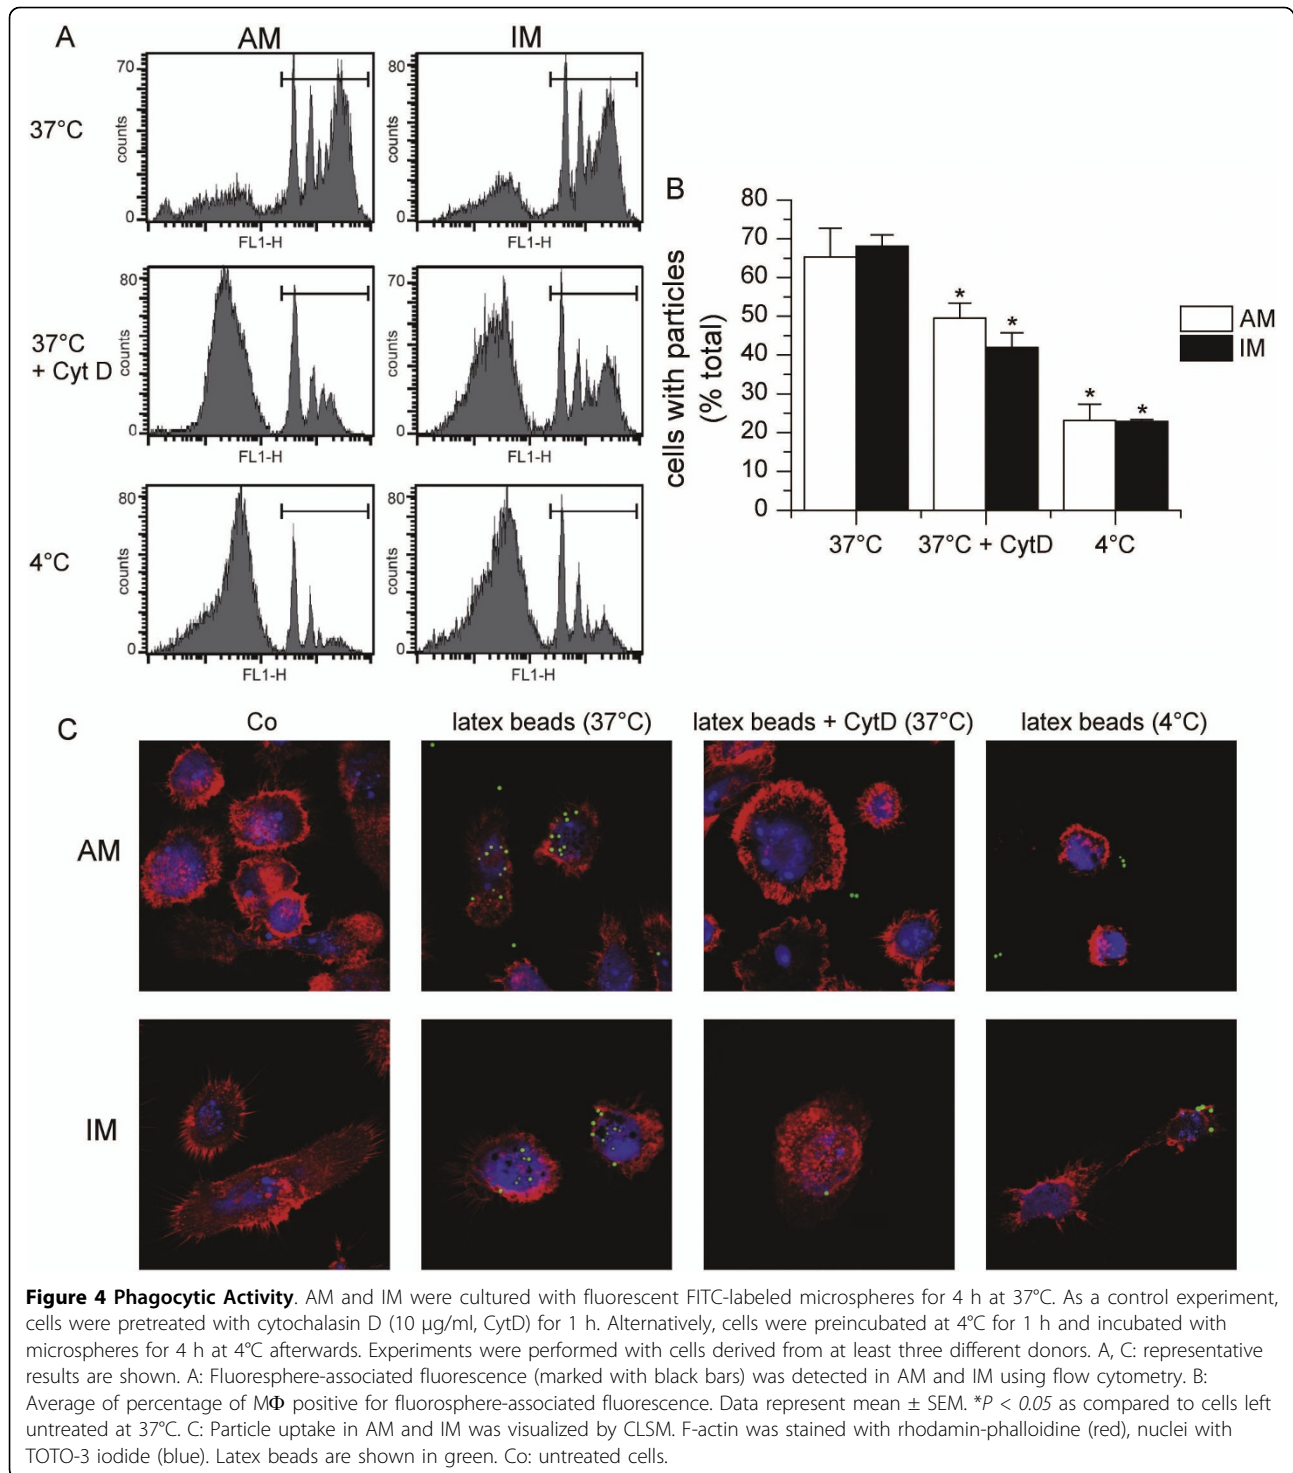 A
AM
IM
37°C
70
counts
0
FL1-H
80
counts
0
FL1-H
37°C
+ Cyt D
80
counts
0
FL1-H
70
counts
0
FL1-H
4°C
80
counts
0
FL1-H
80
counts
0
FL1-H
B
cells with particles
(% total)
80
70
60
50
40
30
20
10
0
* * * *
37°C
37°C + CytD
4°C
AM
IM
C
Co
latex beads (37°C)
latex beads + CytD (37°C)
latex beads (4°C)
AM
IM
Figure 4 Phagocytic Activity. AM and IM were cultured with fluorescent FITC-labeled microspheres for 4 h at 37°C. As a control experiment,
cells were pretreated with cytochalasin D (10 μg/ml, CytD) for 1 h. Alternatively, cells were preincubated at 4°C for 1 h and incubated with
microspheres for 4 h at 4°C afterwards. Experiments were performed with cells derived from at least three different donors. A, C: representative
results are shown. A: Fluoresphere-associated fluorescence (marked with black bars) was detected in AM and IM using flow cytometry. B:
Average of percentage of MΦ positive for fluorosphere-associated fluorescence. Data represent mean ± SEM. *P < 0.05 as compared to cells left
untreated at 37°C. C: Particle uptake in AM and IM was visualized by CLSM. F-actin was stained with rhodamin-phalloidine (red), nuclei with
TOTO-3 iodide (blue). Latex beads are shown in green. Co: untreated cells.